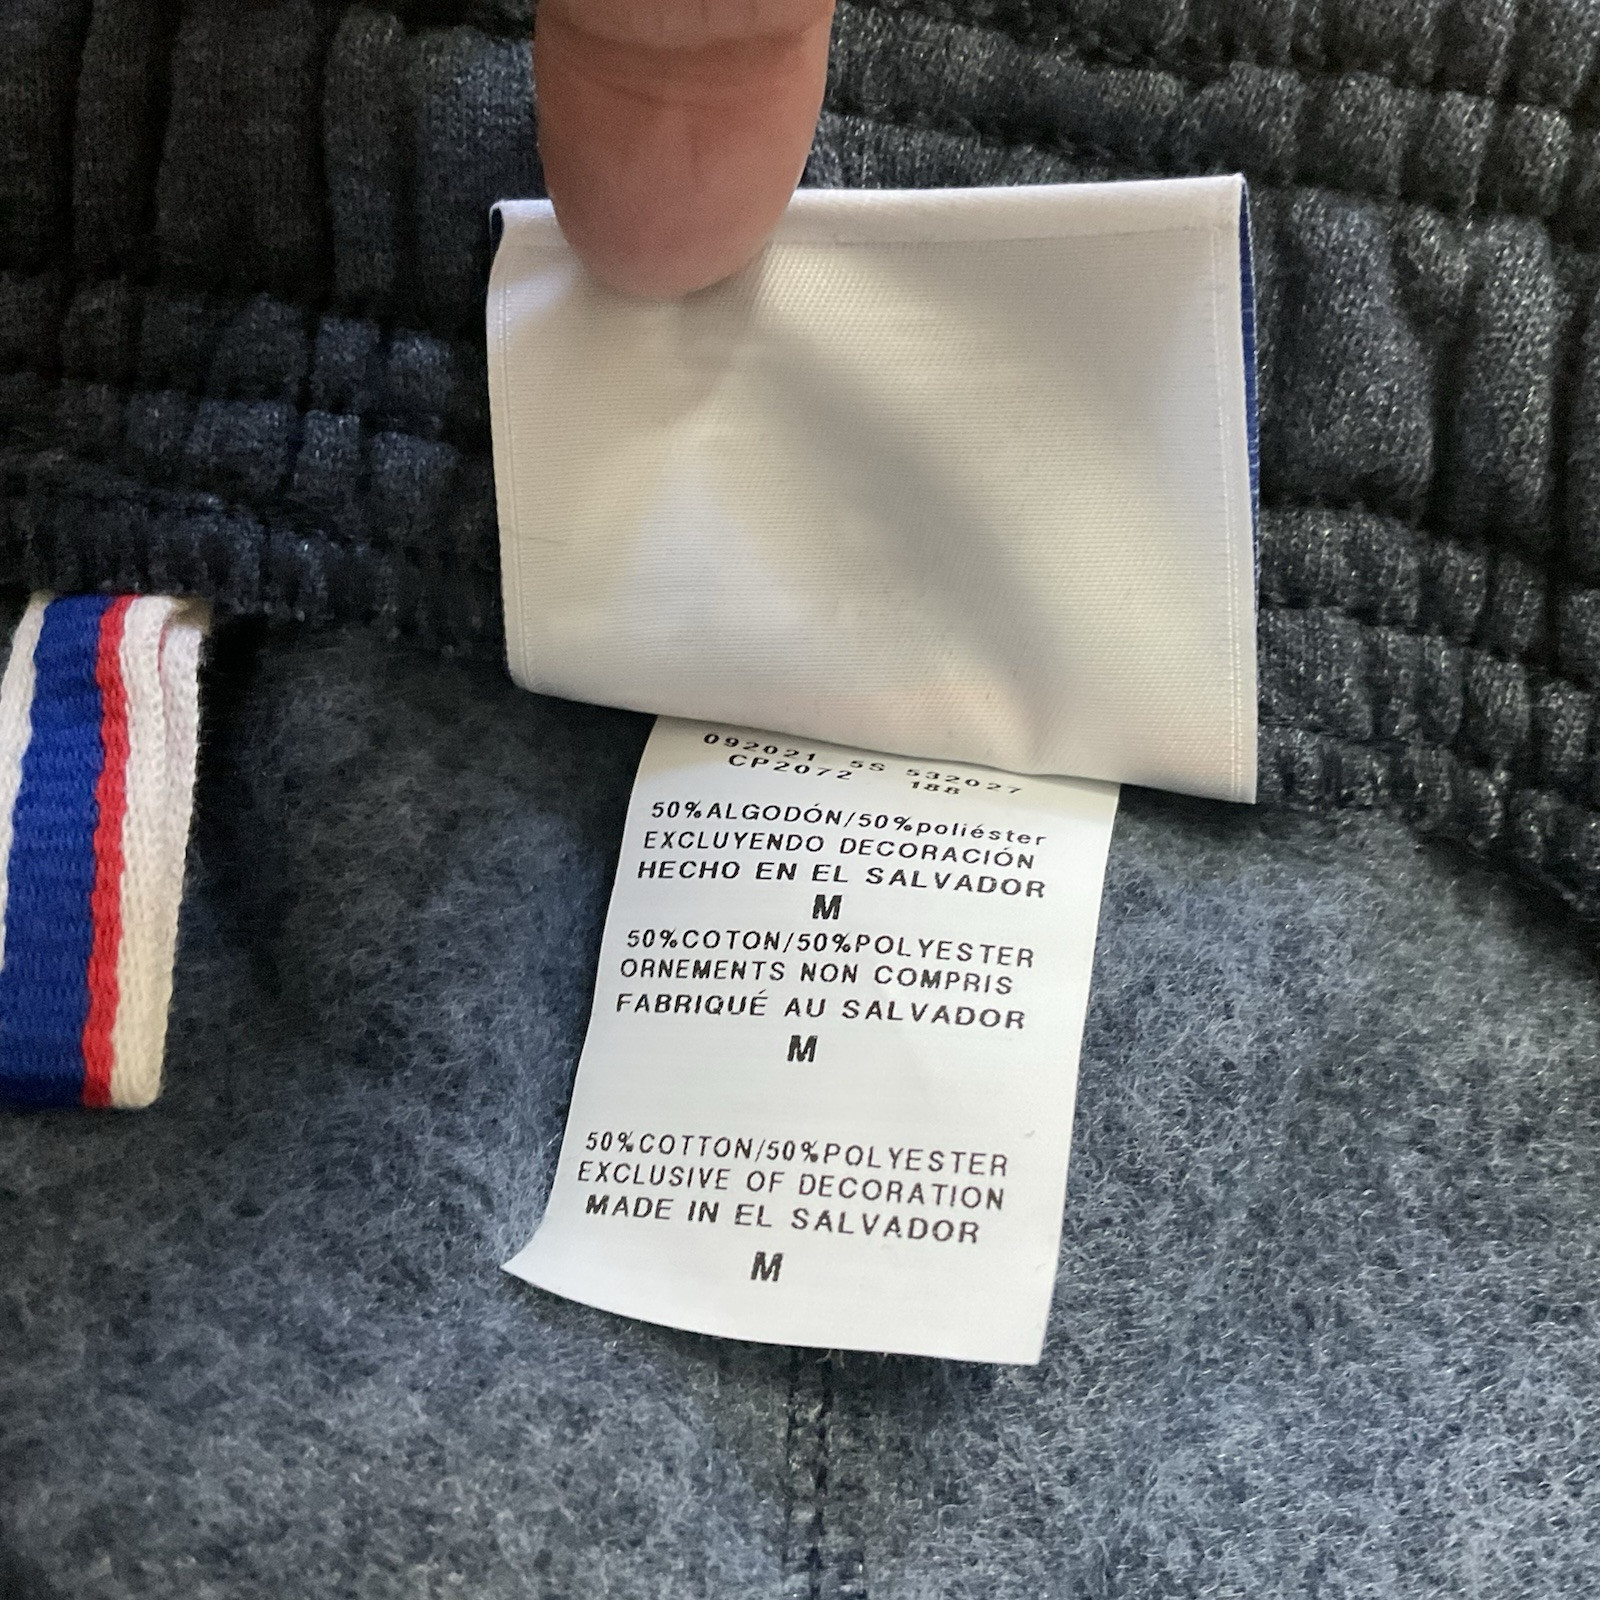 092021 5S 532027
CP2072 188
50%ALGODÓN/50%poliéster
EXCLUYENDO DECORACIÓN
HECHO EN EL SALVADOR
M
50%COTON/50%POLYESTER
ORNEMENTS NON COMPRIS
FABRIQUÉ AU SALVADOR
M
50%COTTON/50%POLYESTER
EXCLUSIVE OF DECORATION
MADE IN EL SALVADOR
M